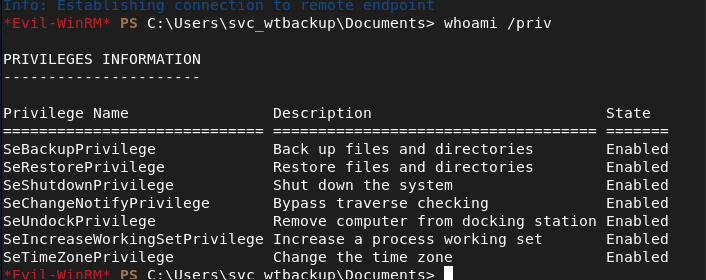 Info: Establishing connection to remote endpoint
*Evil-WinRM* PS C:\Users\svc_wtbackup\Documents> whoami /priv
PRIVILEGES INFORMATION
----------------------
Privilege Name                Description                          State
============================= ==================================== =======
SeBackupPrivilege             Back up files and directories        Enabled
SeRestorePrivilege            Restore files and directories        Enabled
SeShutdownPrivilege           Shut down the system                 Enabled
SeChangeNotifyPrivilege       Bypass traverse checking             Enabled
SeUndockPrivilege             Remove computer from docking station Enabled
SeIncreaseWorkingSetPrivilege Increase a process working set       Enabled
SeTimeZonePrivilege           Change the time zone                 Enabled
*Evil-WinRM* PS C:\Users\svc_wtbackup\Documents>